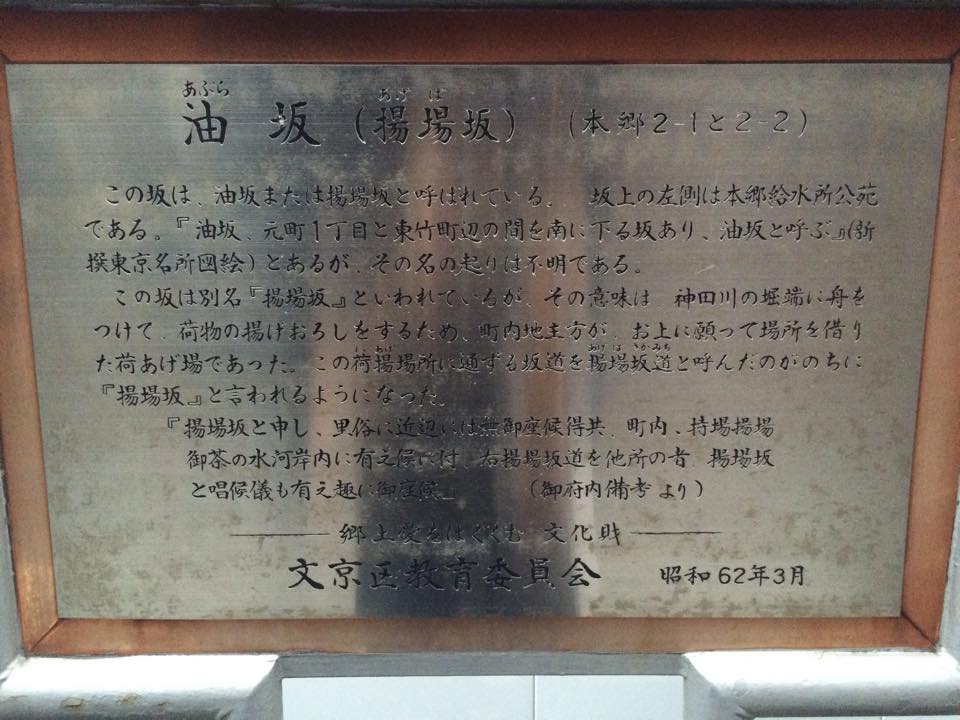 あぶら　あげば
油坂（揚場坂）（本郷2-1と2-2）
この坂は、油坂または揚場坂と呼ばれている。坂上の左側は本郷給水所公苑
である。『油坂、元町1丁目と東竹町辺の間を南に下る坂あり、油坂と呼ぶ』（新
撰東京名所図絵）とあるが、その名の起りは不明である。
この坂は別名『揚場坂』といわれているが、その意味は、神田川の堀端に舟を
つけて、荷物の揚げおろしをするため、町内地主方が、お上に願って場所を借り
あげ　あげ　ば　さかみち
た荷あげ場であった。この荷揚場所に通ずる坂道を揚場坂道と呼んだのがのちに
『揚場坂』と言われるようになった。
『揚場坂と申し、里俗に近辺には無御座候得共、町内、持場揚場
御茶の水河岸内に有之候に付、右揚場坂道を他所の者、揚場坂
と唱候儀も有之趣に御座候』（御府内備考より）
郷土愛をはぐくむ 文化財
文京区教育委員会　昭和62年3月